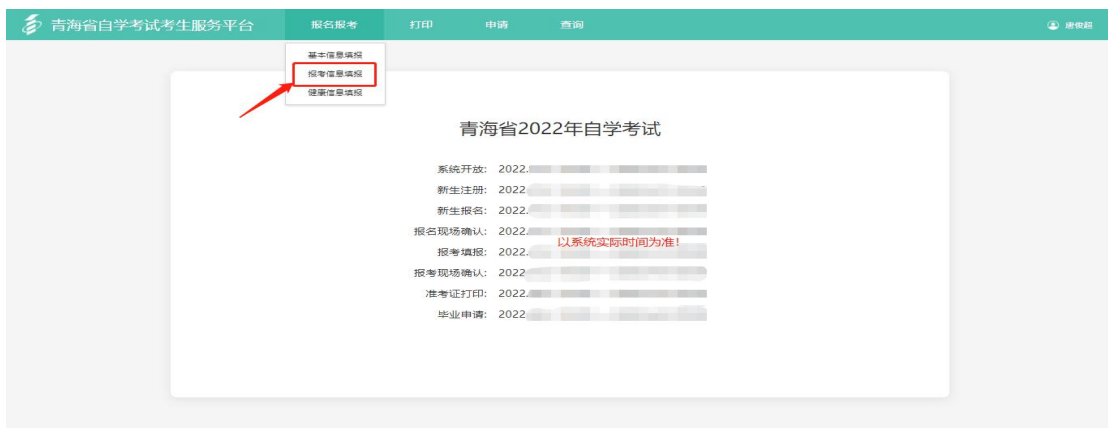 青海省自学考试考生服务平台 报名报考 打印 申请 查询 唐俊超
基本信息填报
报考信息填报
健康信息填报
青海省2022年自学考试
系统开放: 2022.
新生注册: 2022
新生报名: 2022.
报名现场确认: 2022.
以系统实际时间为准!
报考填报: 2022.
报考现场确认: 2022
准考证打印: 2022.
毕业申请: 2022